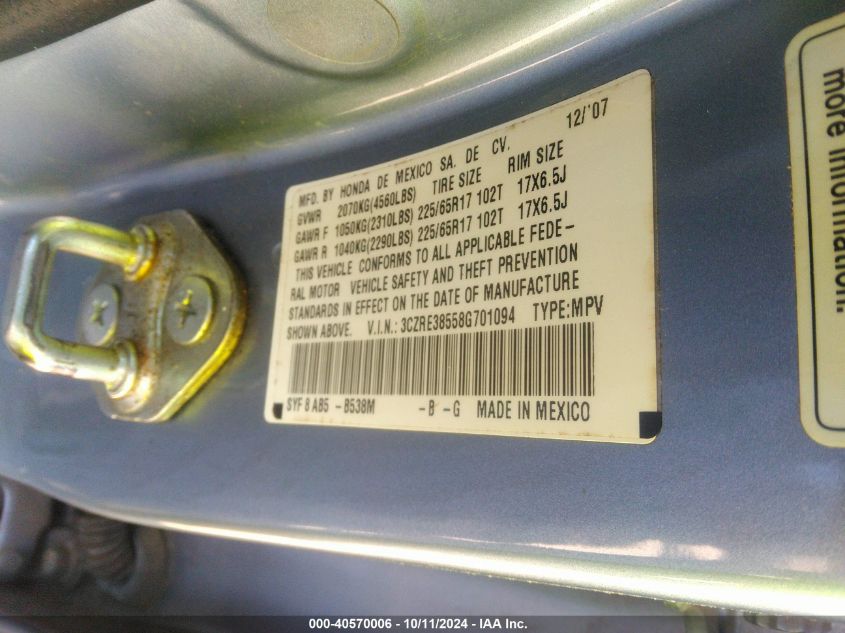 12/'07
MFD. BY HONDA DE MEXICO SA. DE CV.
GVWR 2070KG(4560LBS) TIRE SIZE RIM SIZE
GAWR F 1050KG(2310LBS) 225/65R17 102T 17X6.5J
GAWR R 1040KG(2290LBS) 225/65R17 102T 17X6.5J
THIS VEHICLE CONFORMS TO ALL APPLICABLE FEDE-
RAL MOTOR VEHICLE SAFETY AND THEFT PREVENTION
STANDARDS IN EFFECT ON THE DATE OF MANUFACTURE
SHOWN ABOVE. V.I.N.: 3CZRE38558G701094 TYPE:MPV
SYF 8 AB5 -B538M -B -G MADE IN MEXICO
more information.
000-40570006 - 10/11/2024 - IAA Inc.